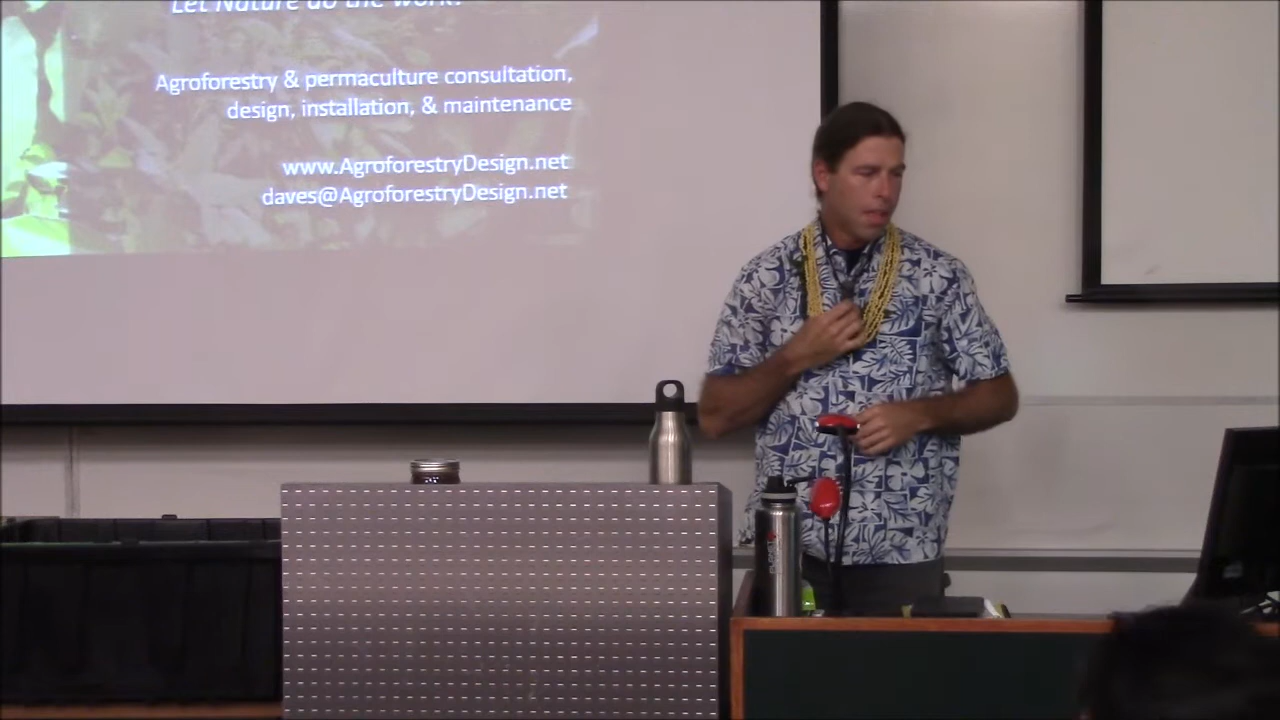 Let Nature do the work!
Agroforestry & permaculture consultation,
design, installation, & maintenance
www.AgroforestryDesign.net
daves@AgroforestryDesign.net